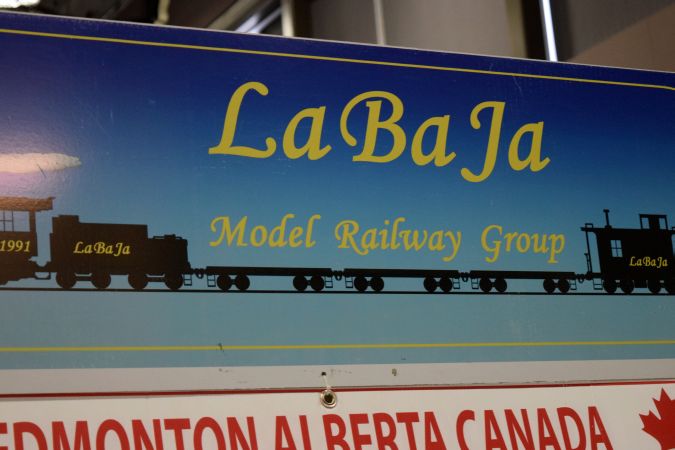 LaBaJa
Model Railway Group
1991
LaBaJa
LaBaJa
EDMONTON ALBERTA CANADA